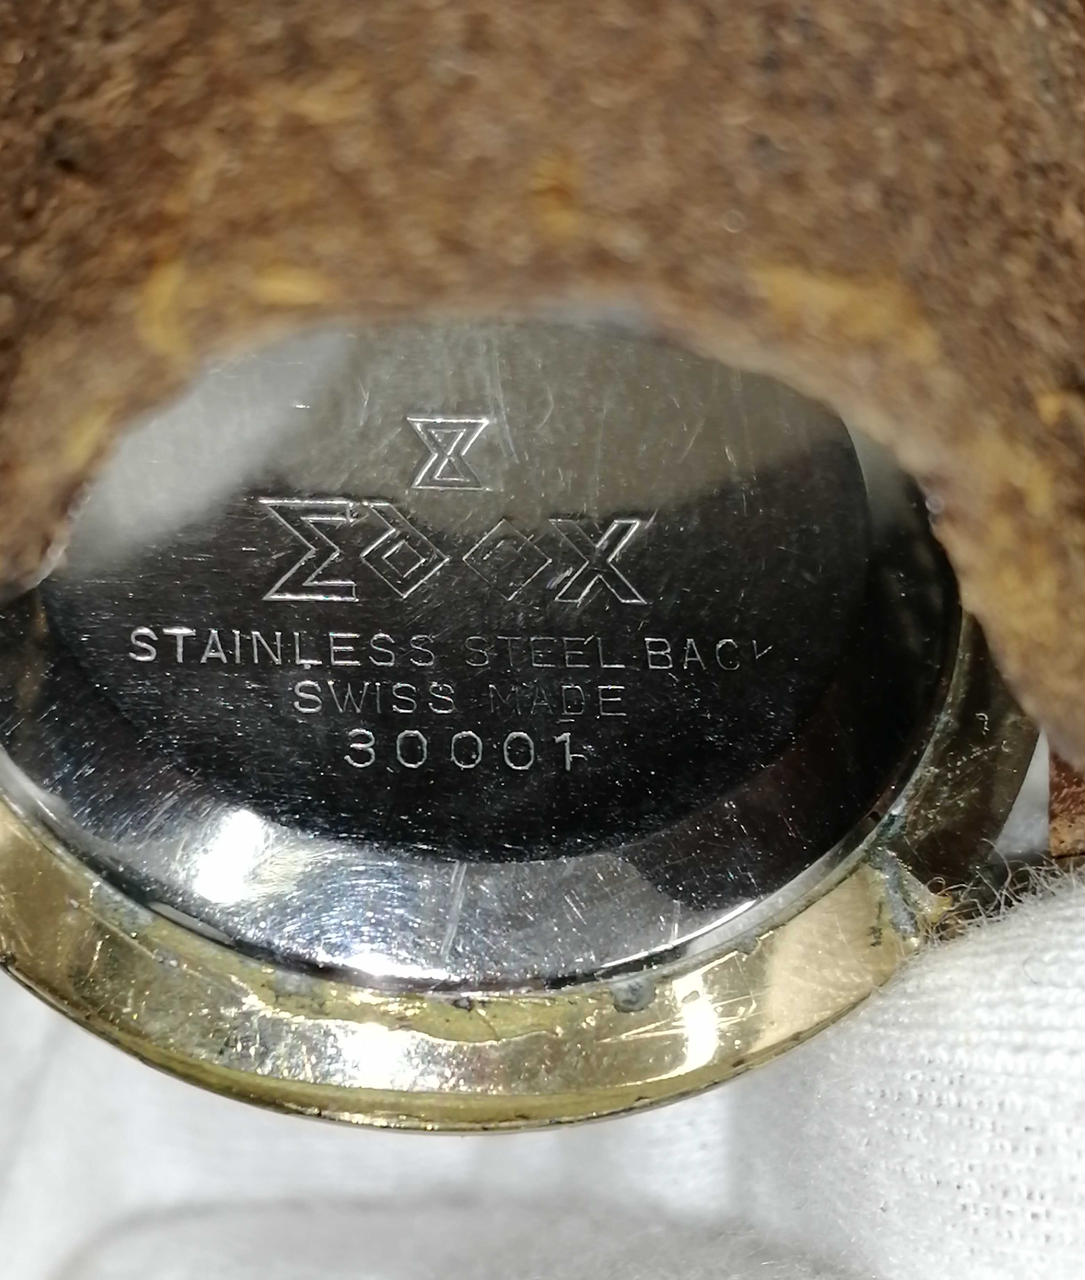 Edox
STAINLESS STEEL BACK
SWISS MADE
30001